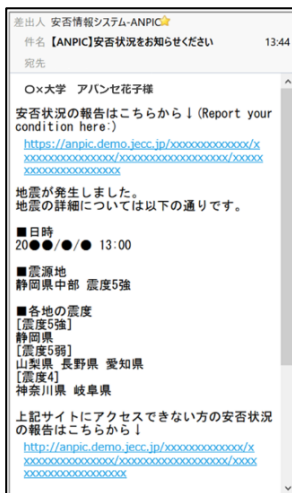 差出人 安否情報システム-ANPIC
件名 【ANPIC】安否状況をお知らせください 13:44
宛先
○×大学 アバンセ花子様
安否状況の報告はこちらから↓(Report your
condition here:)
https://anpic.demo.jecc.jp/xxxxxxxxxxxxx/x
xxxxxxxxxxxxxxx/xxxxxxxxxxxxxxxxxxx/xxxxx
xxxxxxxxxxxxxxxx
地震が発生しました。
地震の詳細については以下の通りです。
■日時
20●●/●/● 13:00
■震源地
静岡県中部 震度5強
■各地の震度
[震度5強]
静岡県
[震度5弱]
山梨県 長野県 愛知県
[震度4]
神奈川県 岐阜県
上記サイトにアクセスできない方の安否状況
の報告はこちらから↓
http://anpic.demo.jecc.jp/xxxxxxxxxxxxx/x
xxxxxxxxxxxxxxx/xxxxxxxxxxxxxxxxxxx/xxxx
xxxxxxxxxxxxxxxxx